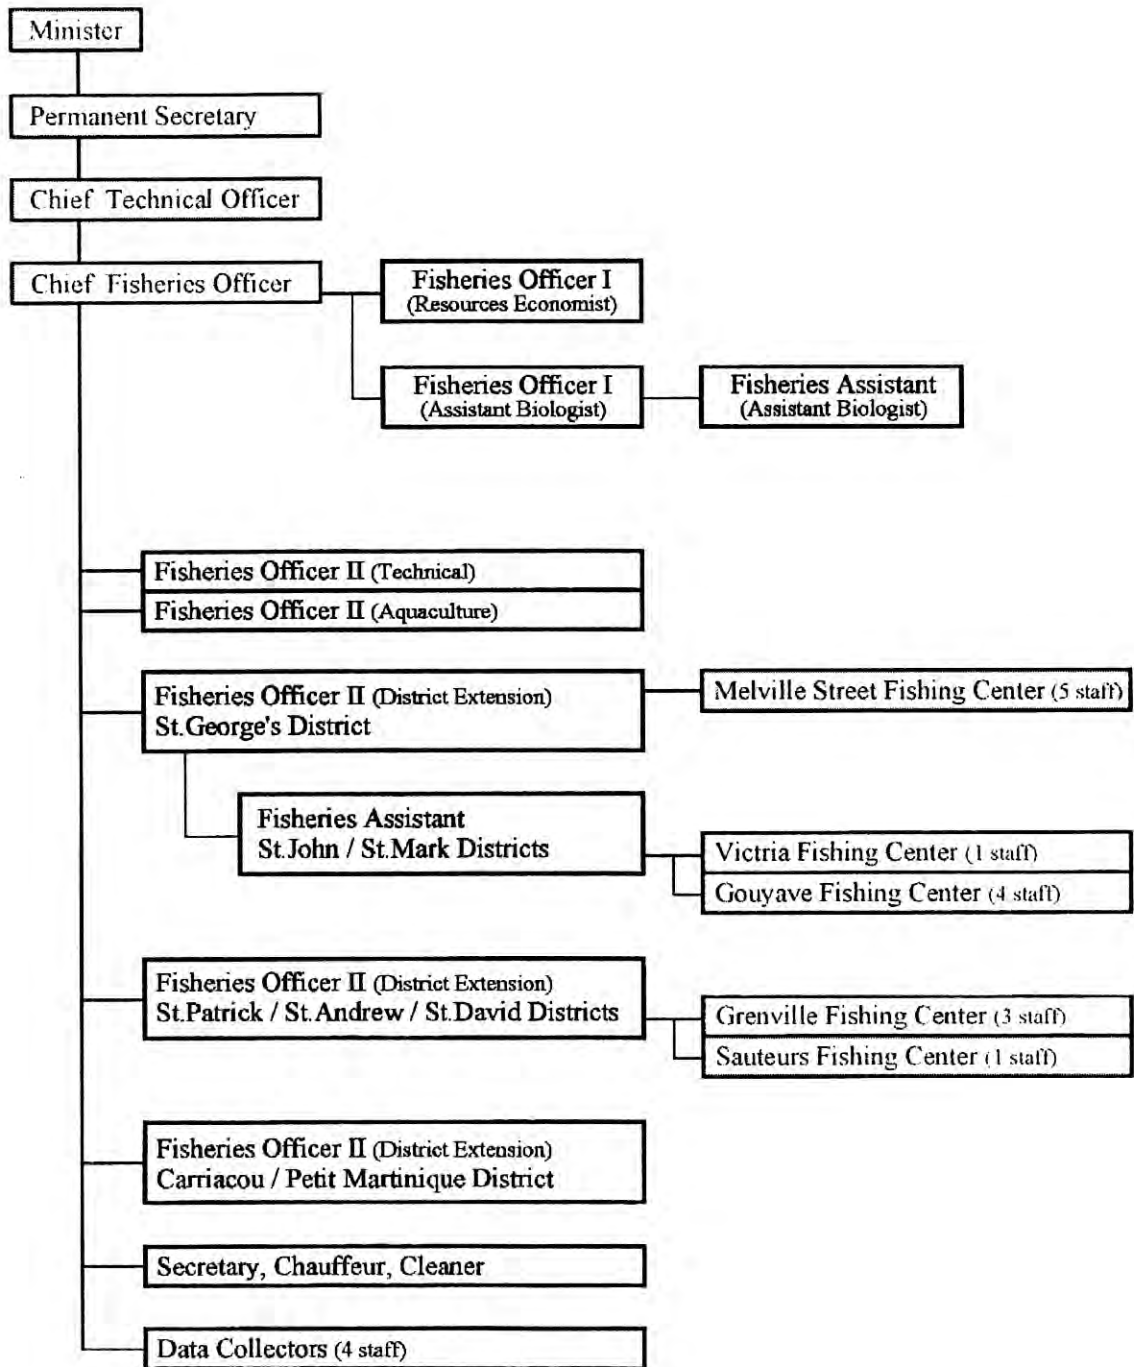 Minister
Permanent Secretary
Chief Technical Officer
Chief Fisheries Officer
Fisheries Officer I
(Resources Economist)
Fisheries Officer I
(Assistant Biologist)
Fisheries Assistant
(Assistant Biologist)
Fisheries Officer II (Technical)
Fisheries Officer II (Aquaculture)
Fisheries Officer II (District Extension)
St.George's District
Melville Street Fishing Center (5 staff)
Fisheries Assistant
St.John / St.Mark Districts
Victria Fishing Center (1 staff)
Gouyave Fishing Center (4 staff)
Fisheries Officer II (District Extension)
St.Patrick / St.Andrew / St.David Districts
Grenville Fishing Center (3 staff)
Sauteurs Fishing Center (1 staff)
Fisheries Officer II (District Extension)
Carriacou / Petit Martinique District
Secretary, Chauffeur, Cleaner
Data Collectors (4 staff)